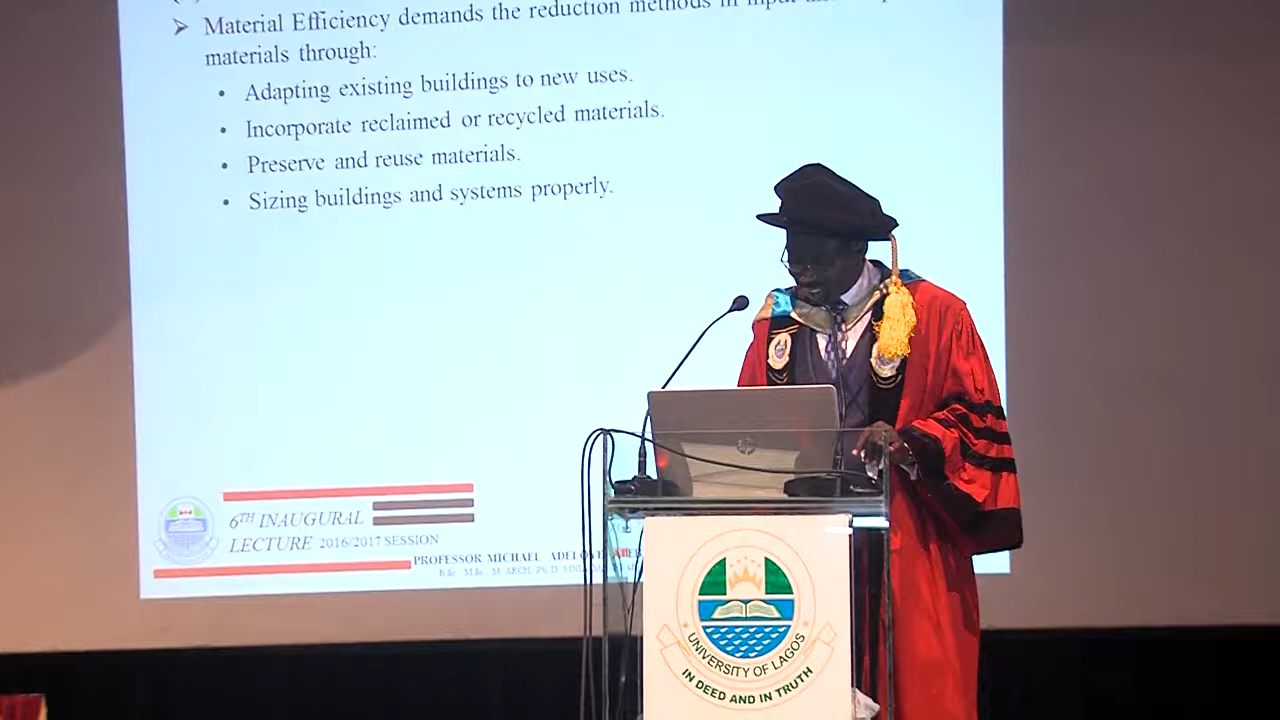 ➢ Material Efficiency demands the reduction methods in input
materials through:
• Adapting existing buildings to new uses.
• Incorporate reclaimed or recycled materials.
• Preserve and reuse materials.
• Sizing buildings and systems properly.
6TH INAUGURAL
LECTURE 2016/2017 SESSION
PROFESSOR MICHAEL
UNIVERSITY OF LAGOS
IN DEED AND IN TRUTH